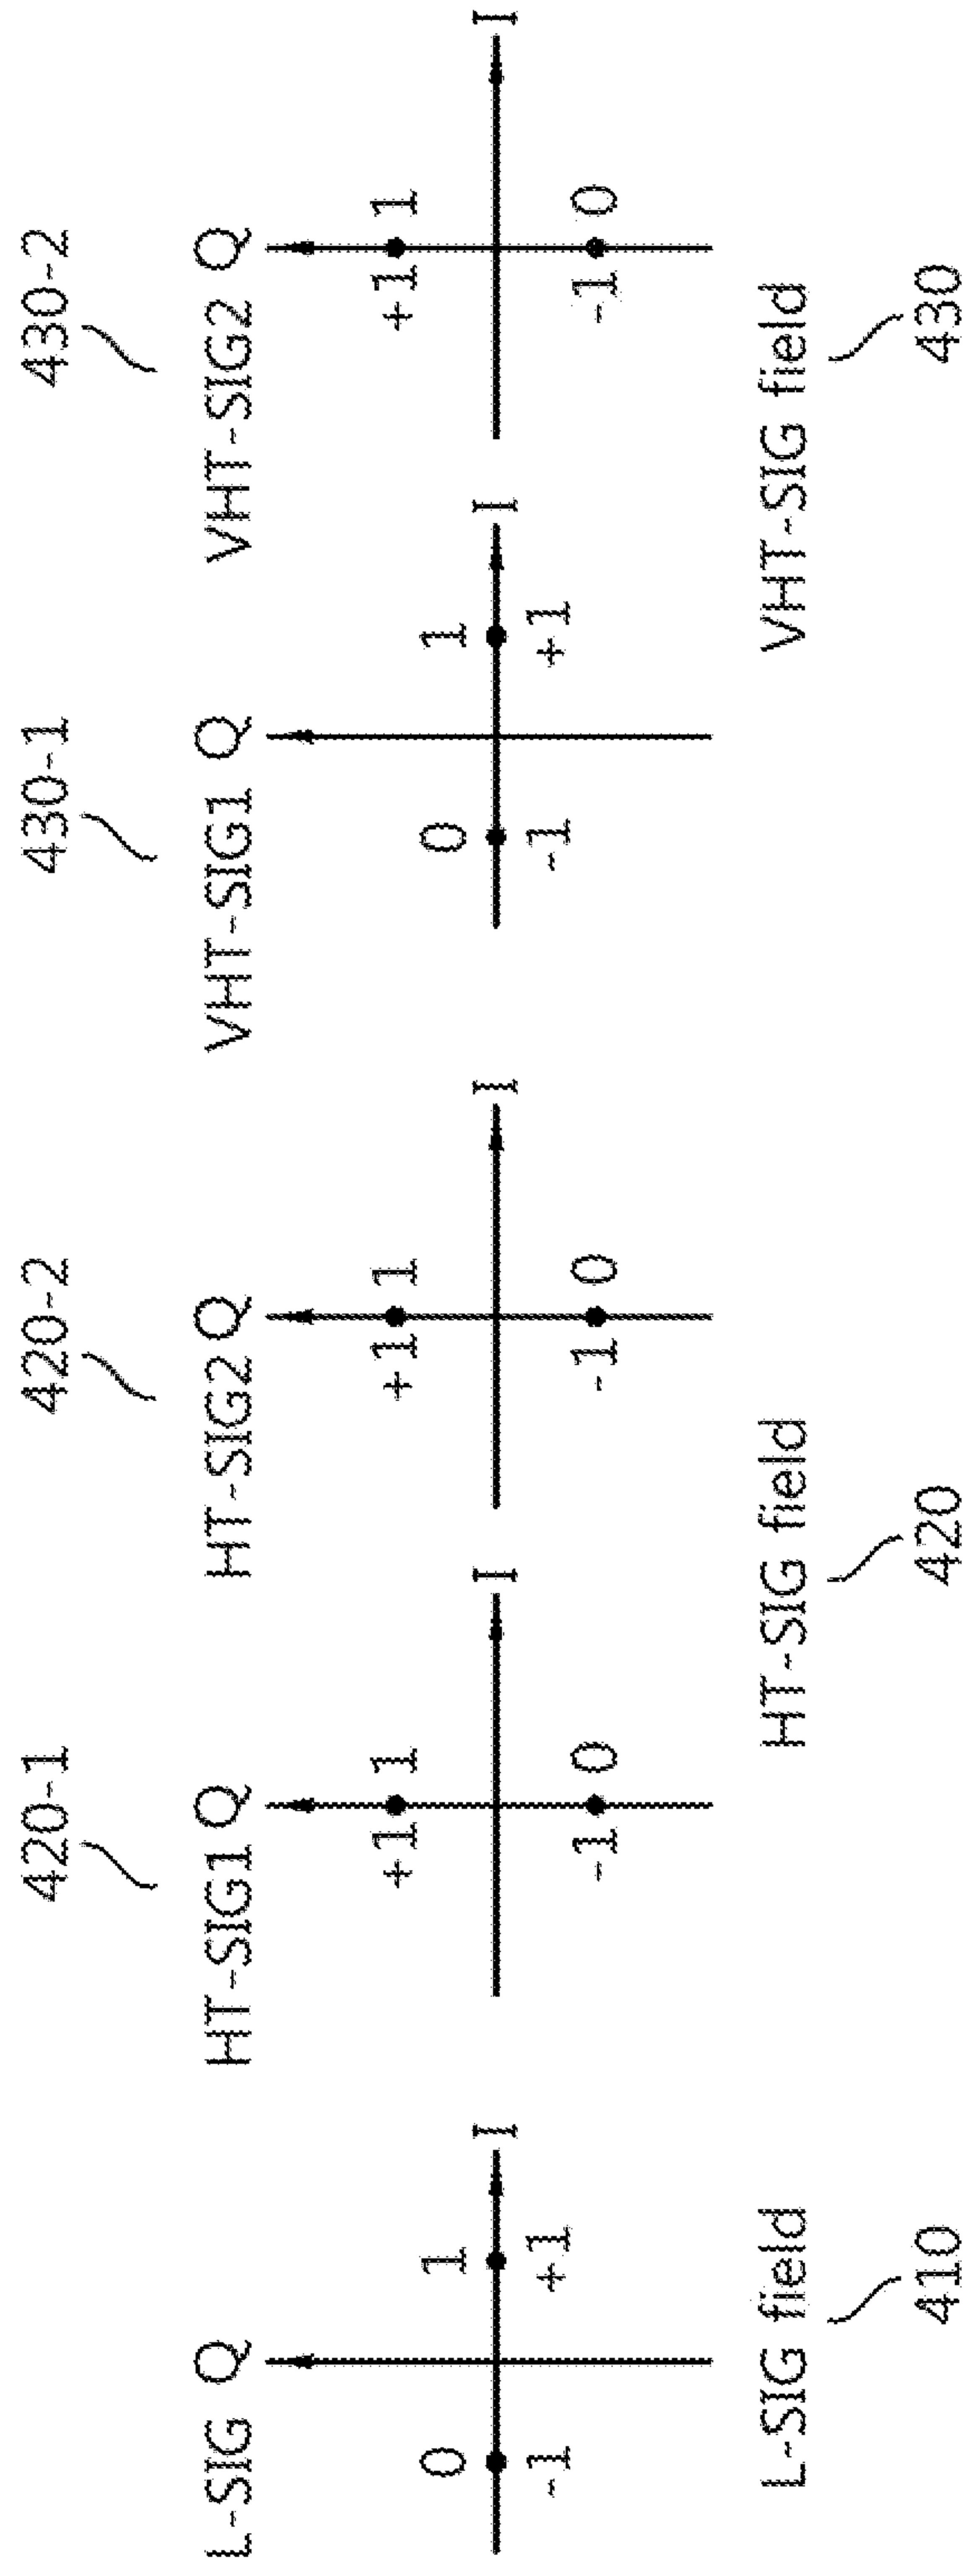 420-1
420-2
430-1
430-2
L-SIG Q
HT-SIG1 Q
HT-SIG2 Q
VHT-SIG1 Q
VHT-SIG2 Q
0 1
-1 +1
I
+1 1
-1 0
I
+1 1
-1 0
I
0 1
-1 +1
I
+1 1
-1 0
I
L-SIG field
HT-SIG field
VHT-SIG field
410
420
430